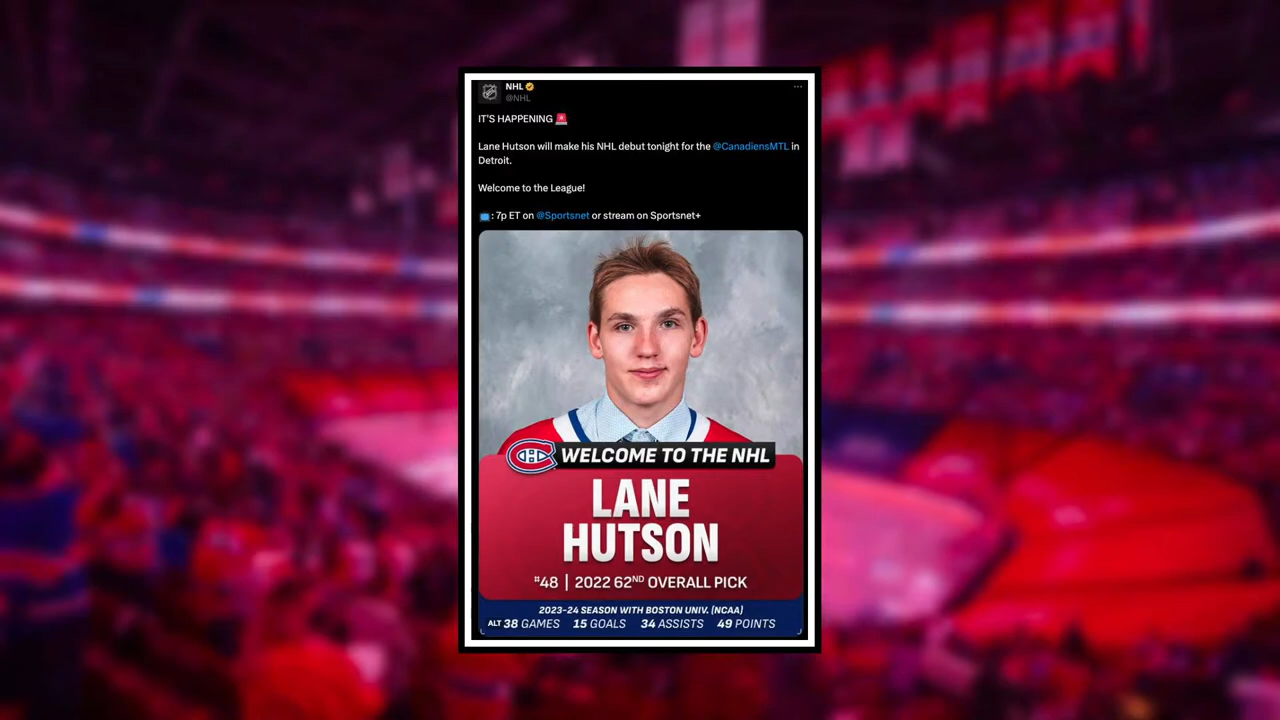 NHL
@NHL
IT'S HAPPENING 🚨
Lane Hutson will make his NHL debut tonight for the @CanadiensMTL in
Detroit.
Welcome to the League!
📺: 7p ET on @Sportsnet or stream on Sportsnet+
WELCOME TO THE NHL
LANE
HUTSON
#48 | 2022 62ND OVERALL PICK
2023-24 SEASON WITH BOSTON UNIV. (NCAA)
ALT 38 GAMES 15 GOALS 34 ASSISTS 49 POINTS